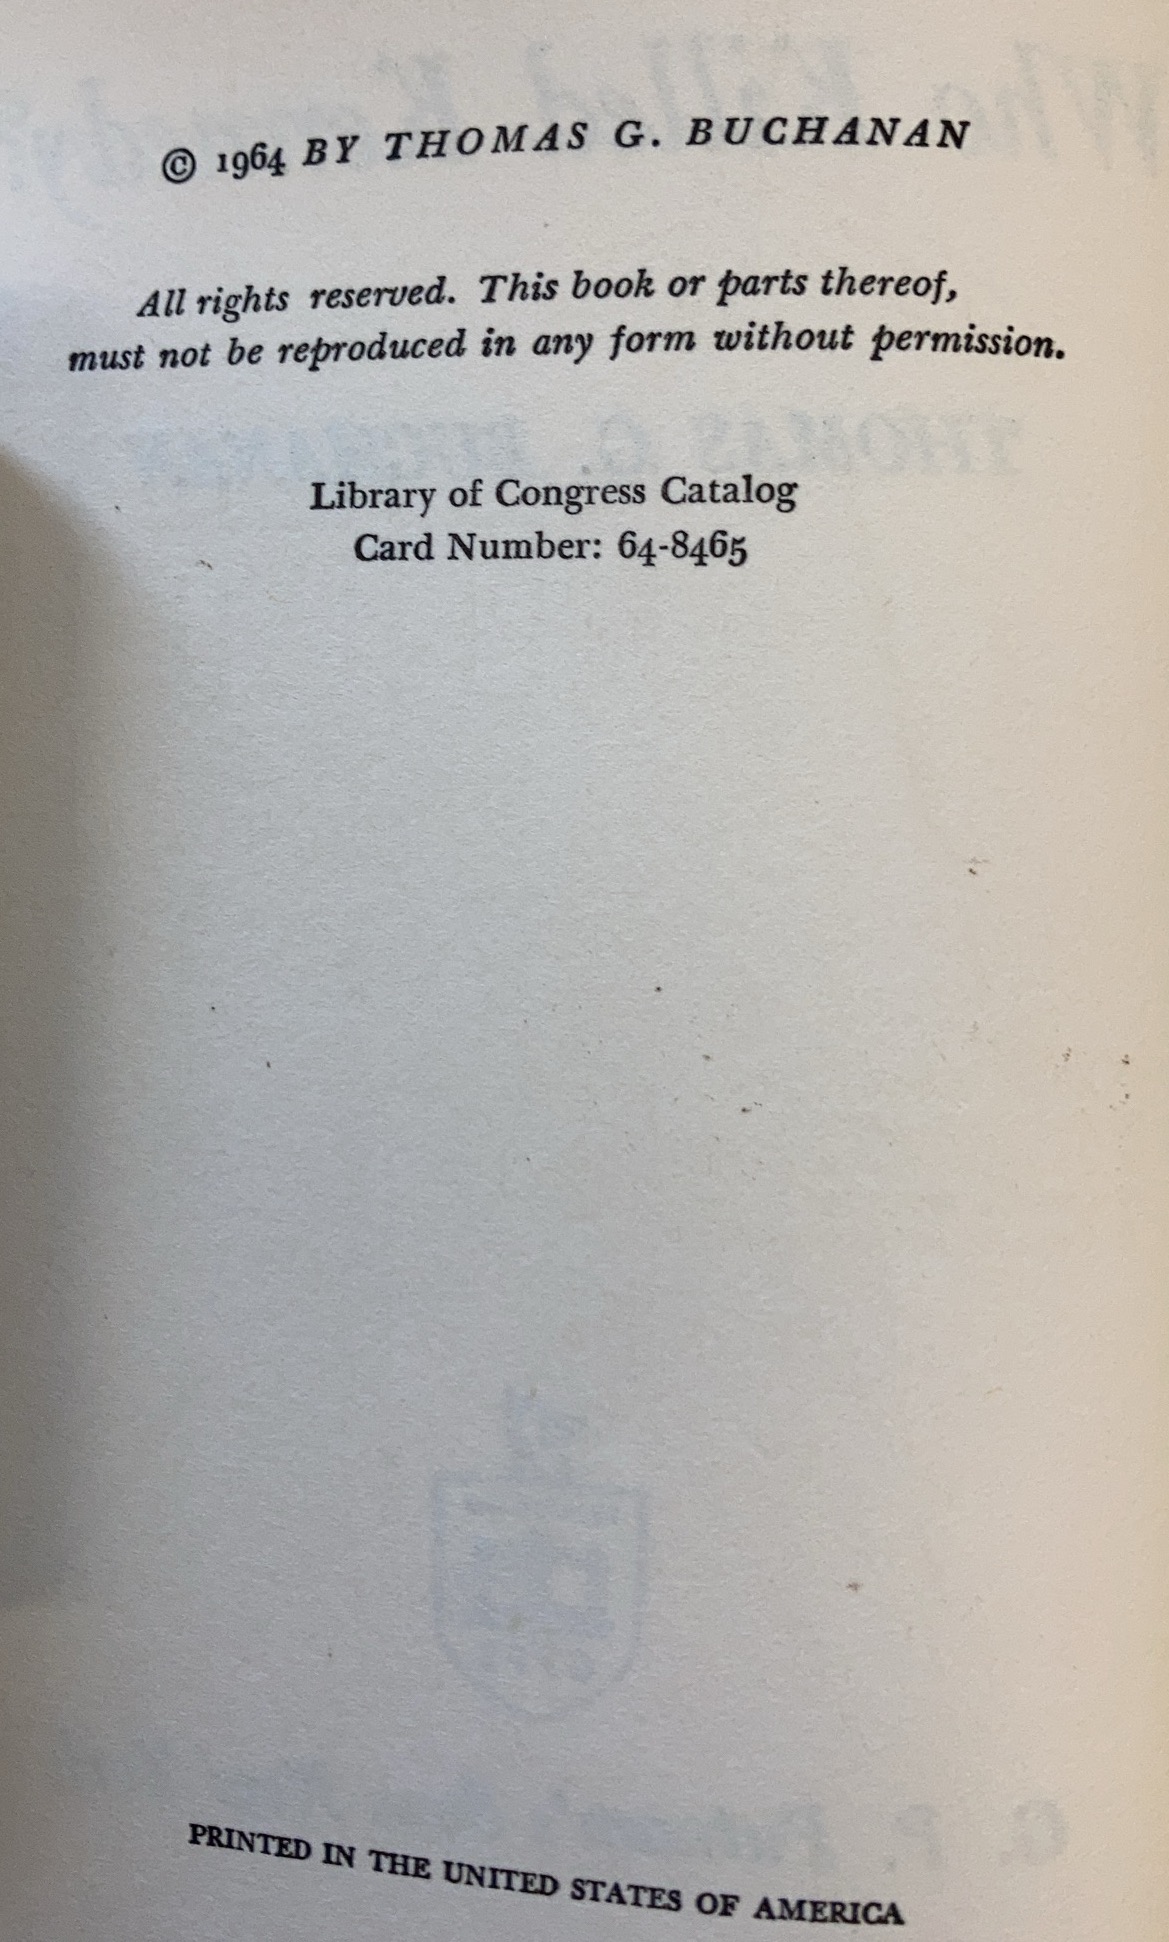 © 1964 BY THOMAS G. BUCHANAN
All rights reserved. This book or parts thereof,
must not be reproduced in any form without permission.
Library of Congress Catalog
Card Number: 64-8465
PRINTED IN THE UNITED STATES OF AMERICA